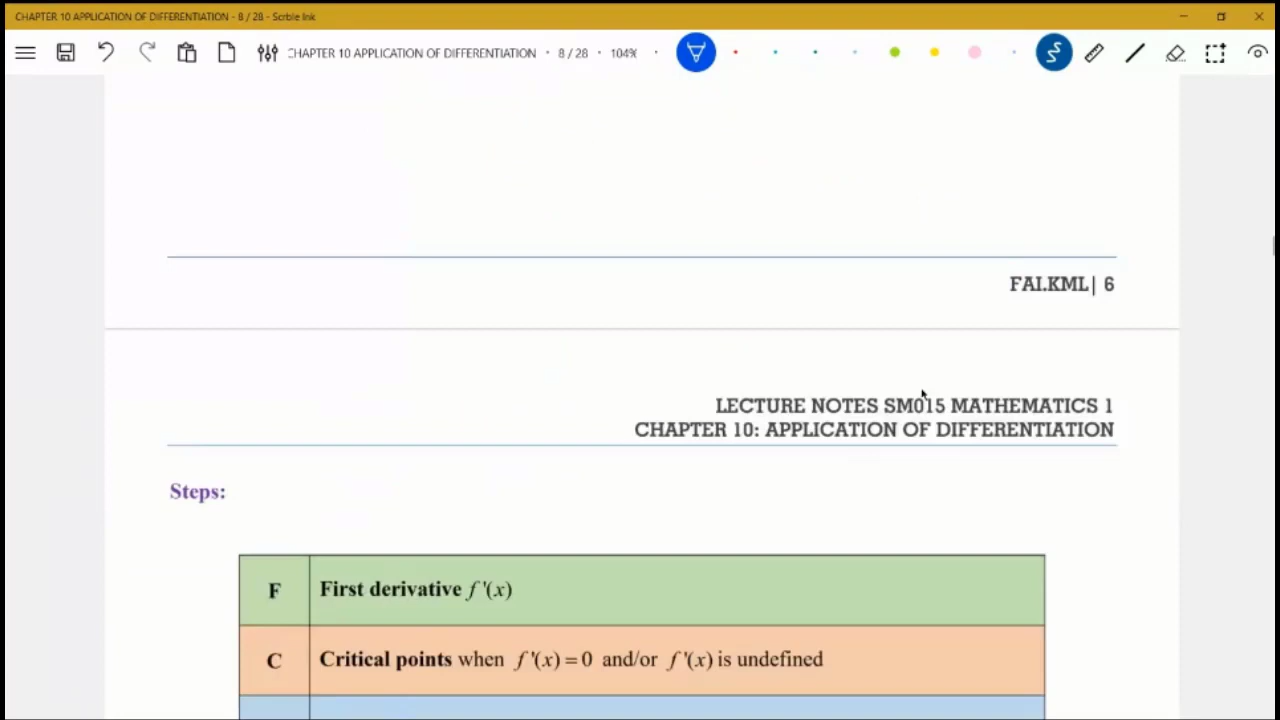 CHAPTER 10 APPLICATION OF DIFFERENTIATION - 8 / 28 - Scrble Ink
CHAPTER 10 APPLICATION OF DIFFERENTIATION • 8 / 28 • 104% •
FAI.KML| 6
LECTURE NOTES SM015 MATHEMATICS 1
CHAPTER 10: APPLICATION OF DIFFERENTIATION
Steps:
F First derivative f '(x)
C Critical points when f '(x) = 0 and/or f '(x) is undefined